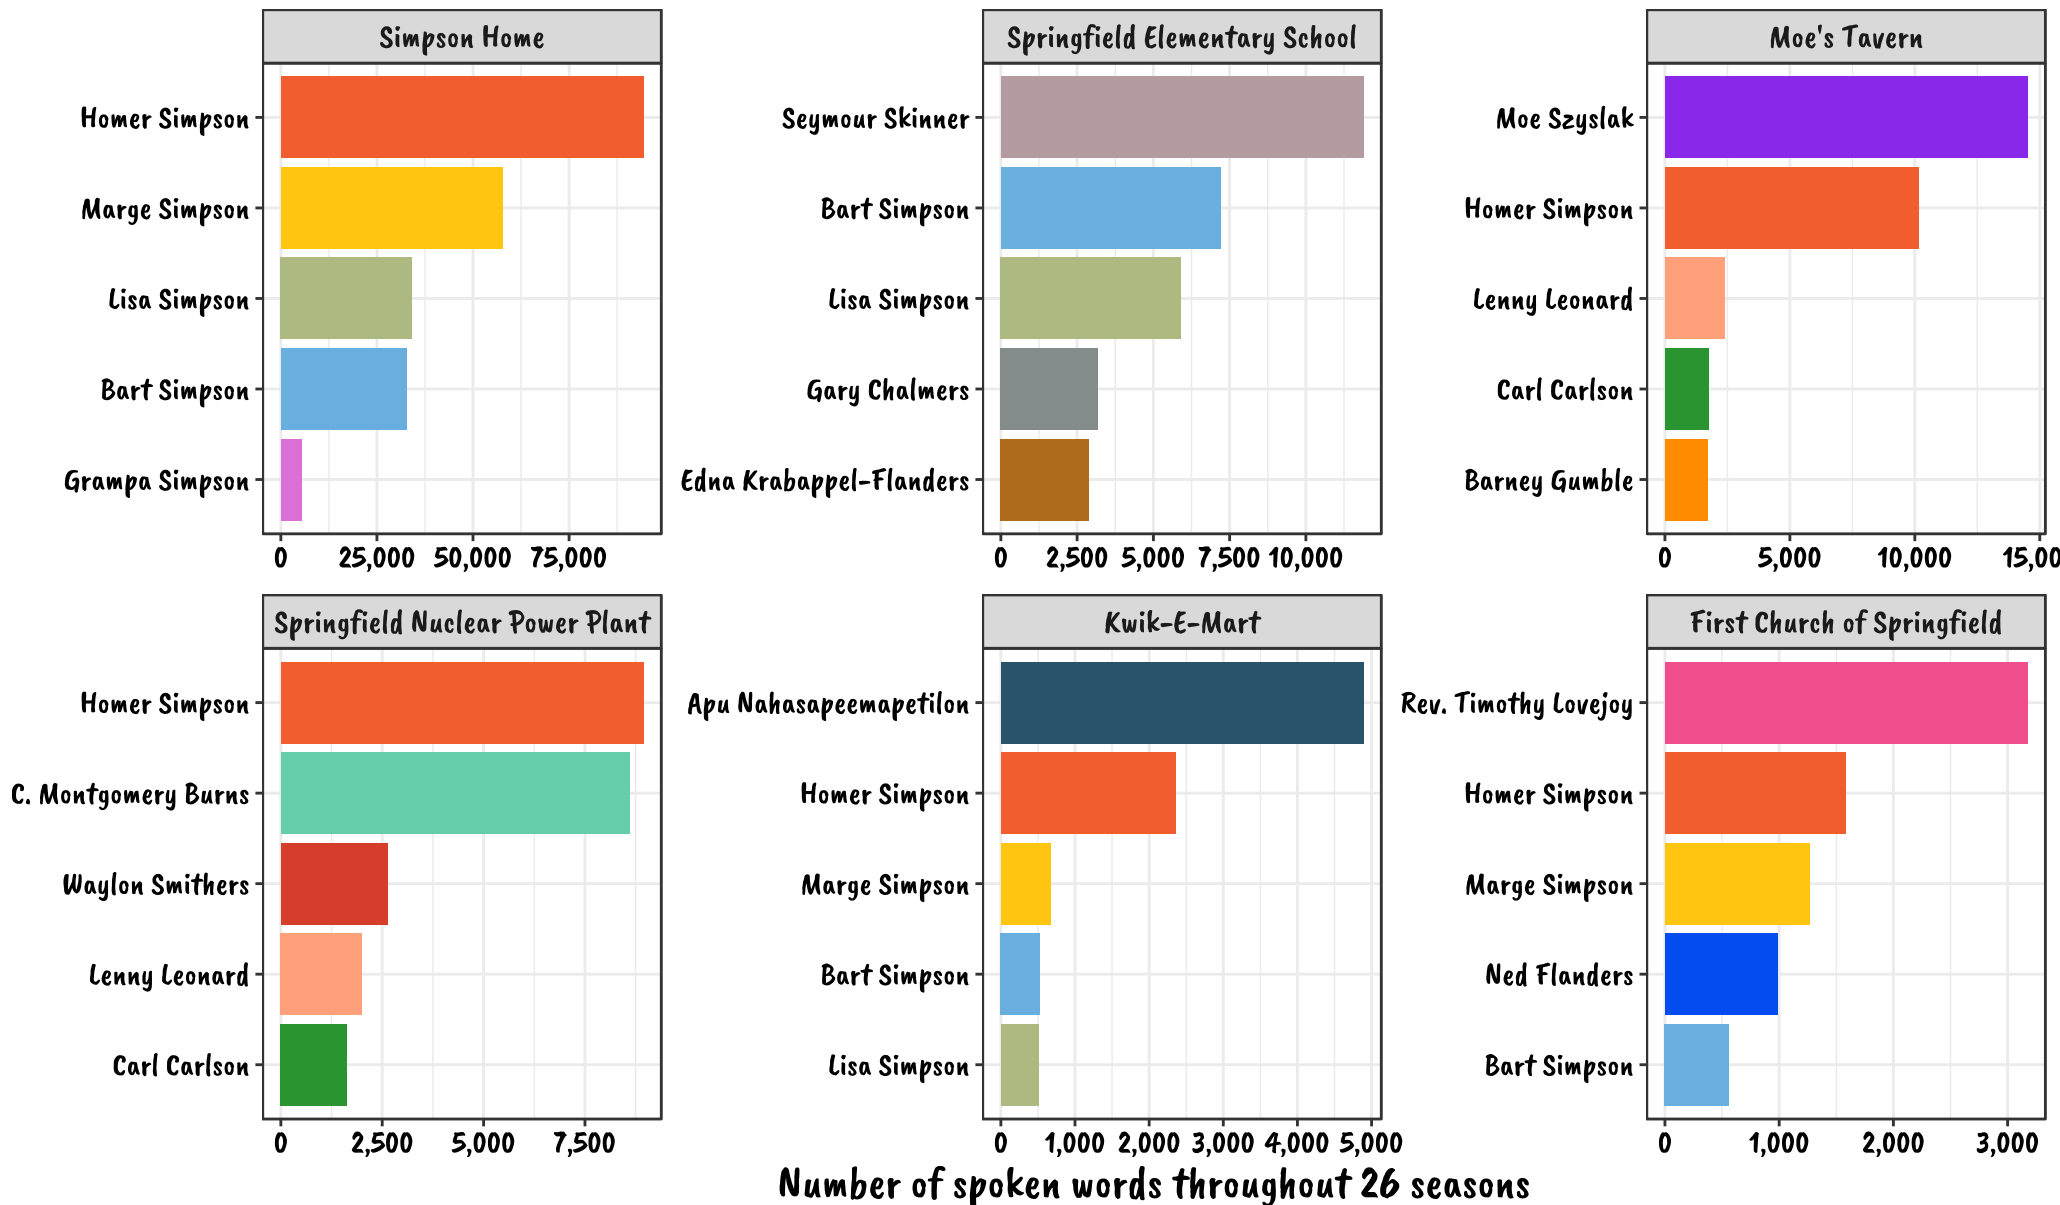 Simpson Home
Homer Simpson
Marge Simpson
Lisa Simpson
Bart Simpson
Grampa Simpson
0 25,000 50,000 75,000
Springfield Elementary School
Seymour Skinner
Bart Simpson
Lisa Simpson
Gary Chalmers
Edna Krabappel-Flanders
0 2,500 5,000 7,500 10,000
Moe's Tavern
Moe Szyslak
Homer Simpson
Lenny Leonard
Carl Carlson
Barney Gumble
0 5,000 10,000 15,00
Springfield Nuclear Power Plant
Homer Simpson
C. Montgomery Burns
Waylon Smithers
Lenny Leonard
Carl Carlson
0 2,500 5,000 7,500
Kwik-E-Mart
Apu Nahasapeemapetilon
Homer Simpson
Marge Simpson
Bart Simpson
Lisa Simpson
0 1,000 2,000 3,000 4,000 5,000
First Church of Springfield
Rev. Timothy Lovejoy
Homer Simpson
Marge Simpson
Ned Flanders
Bart Simpson
0 1,000 2,000 3,000
Number of spoken words throughout 26 seasons